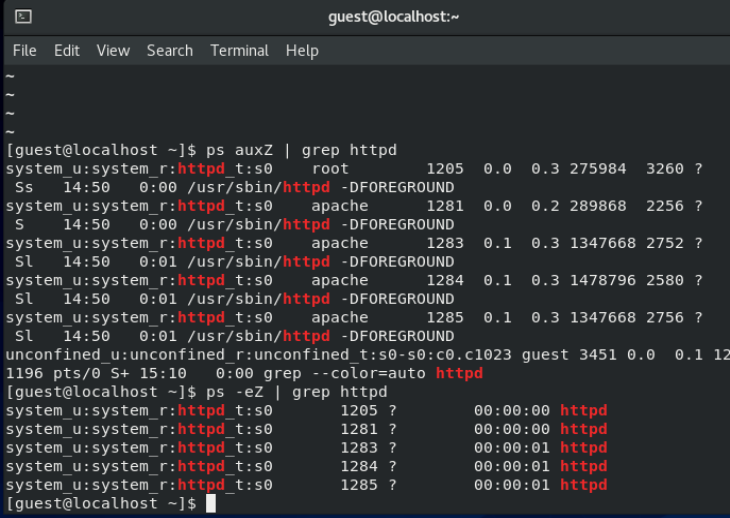 guest@localhost:~
File Edit View Search Terminal Help
~
~
~
~
[guest@localhost ~]$ ps auxZ | grep httpd
system_u:system_r:httpd_t:s0    root        1205  0.0  0.3 275984  3260 ?
 Ss   14:50   0:00 /usr/sbin/httpd -DFOREGROUND
system_u:system_r:httpd_t:s0    apache      1281  0.0  0.2 289868  2256 ?
 S    14:50   0:00 /usr/sbin/httpd -DFOREGROUND
system_u:system_r:httpd_t:s0    apache      1283  0.1  0.3 1347668 2752 ?
 Sl   14:50   0:01 /usr/sbin/httpd -DFOREGROUND
system_u:system_r:httpd_t:s0    apache      1284  0.1  0.3 1478796 2580 ?
 Sl   14:50   0:01 /usr/sbin/httpd -DFOREGROUND
system_u:system_r:httpd_t:s0    apache      1285  0.1  0.3 1347668 2756 ?
 Sl   14:50   0:01 /usr/sbin/httpd -DFOREGROUND
unconfined_u:unconfined_r:unconfined_t:s0-s0:c0.c1023 guest 3451 0.0  0.1 12
1196 pts/0 S+ 15:10   0:00 grep --color=auto httpd
[guest@localhost ~]$ ps -eZ | grep httpd
system_u:system_r:httpd_t:s0       1205 ?        00:00:00 httpd
system_u:system_r:httpd_t:s0       1281 ?        00:00:00 httpd
system_u:system_r:httpd_t:s0       1283 ?        00:00:01 httpd
system_u:system_r:httpd_t:s0       1284 ?        00:00:01 httpd
system_u:system_r:httpd_t:s0       1285 ?        00:00:01 httpd
[guest@localhost ~]$